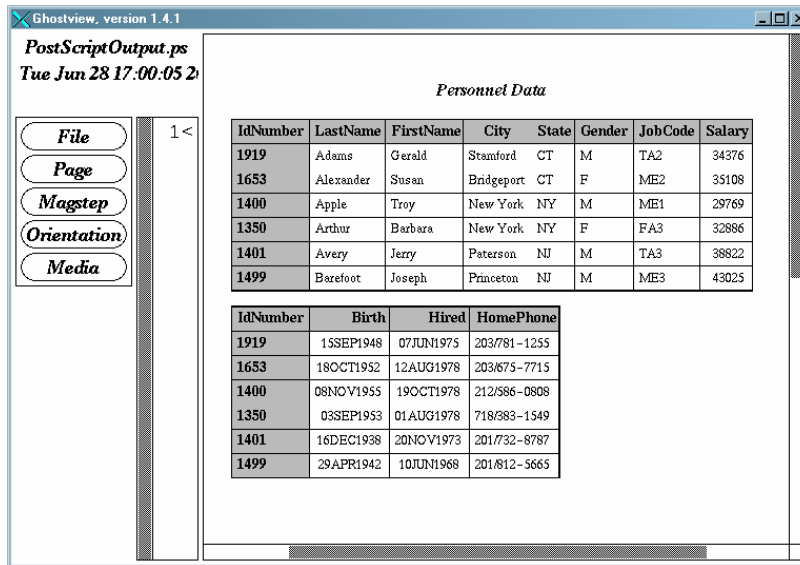 Ghostview, version 1.4.1
PostScriptOutput.ps
Tue Jun 28 17:00:05
File
Page
Magstep
Orientation
Media
1<
Personnel Data
IdNumber LastName FirstName City State Gender JobCode Salary
1919 Adams Gerald Stamford CT M TA2 34376
1653 Alexander Susan Bridgeport CT F ME2 35108
1400 Apple Troy New York NY M ME1 29769
1350 Arthur Barbara New York NY F FA3 32886
1401 Avery Jerry Paterson NJ M TA3 38822
1499 Barefoot Joseph Princeton NJ M ME3 43025
IdNumber Birth Hired HomePhone
1919 15SEP1948 07JUN1975 203/781-1255
1653 18OCT1952 12AUG1978 203/675-7715
1400 08NOV1955 19OCT1978 212/586-0808
1350 03SEP1953 01AUG1978 718/383-1549
1401 16DEC1938 20NOV1973 201/732-8787
1499 29APR1942 10JUN1968 201/812-5665